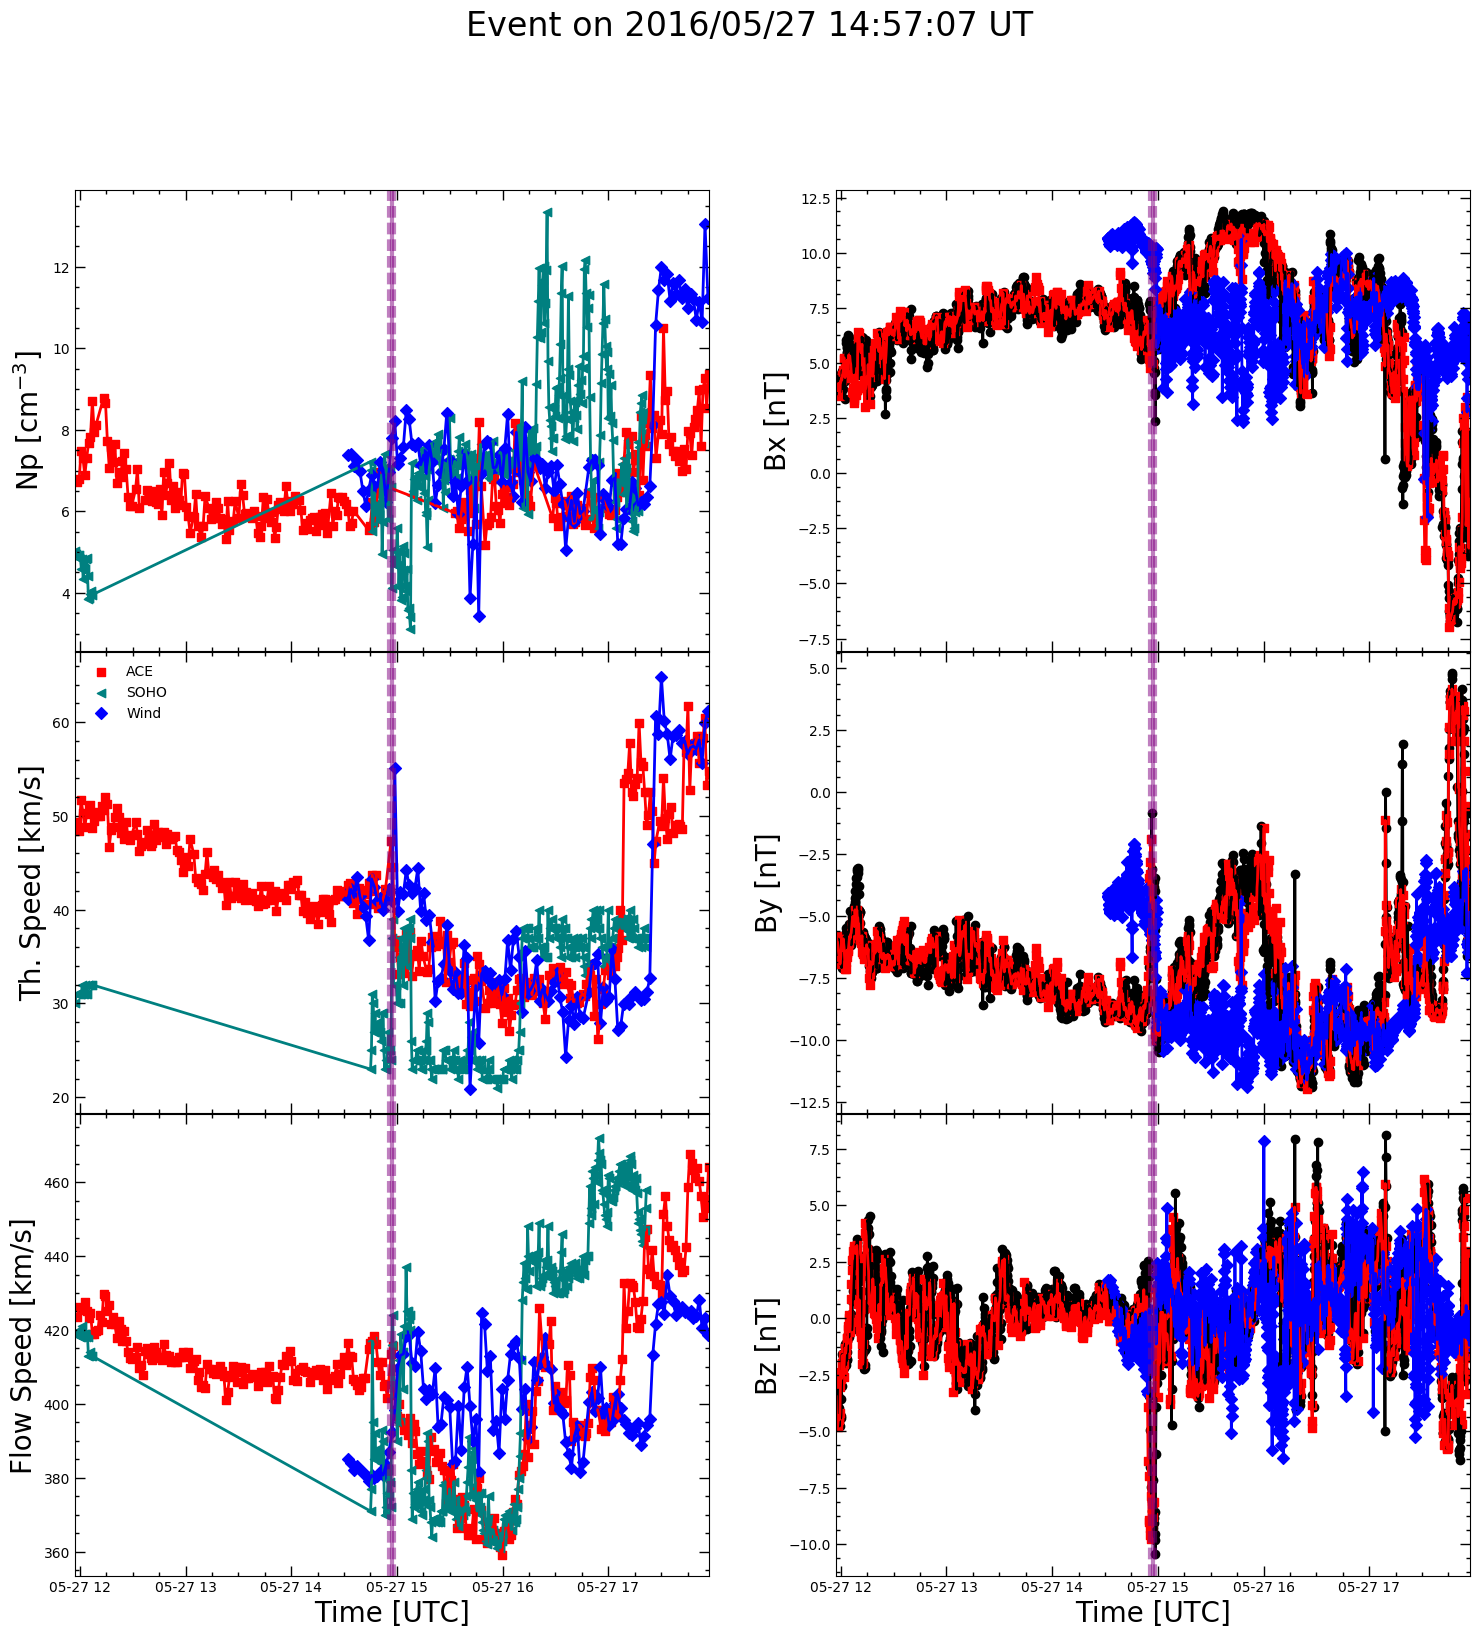 Event on 2016/05/27 14:57:07 UT
Np [cm⁻³]
12
10
8
6
4
Bx [nT]
12.5
10.0
7.5
5.0
2.5
0.0
−2.5
−5.0
−7.5
Th. Speed [km/s]
60
50
40
30
20
ACE
SOHO
Wind
By [nT]
5.0
2.5
0.0
−2.5
−5.0
−7.5
−10.0
−12.5
Flow Speed [km/s]
460
440
420
400
380
360
05-27 12 05-27 13 05-27 14 05-27 15 05-27 16 05-27 17
Time [UTC]
Bz [nT]
7.5
5.0
2.5
0.0
−2.5
−5.0
−7.5
−10.0
05-27 12 05-27 13 05-27 14 05-27 15 05-27 16 05-27 17
Time [UTC]